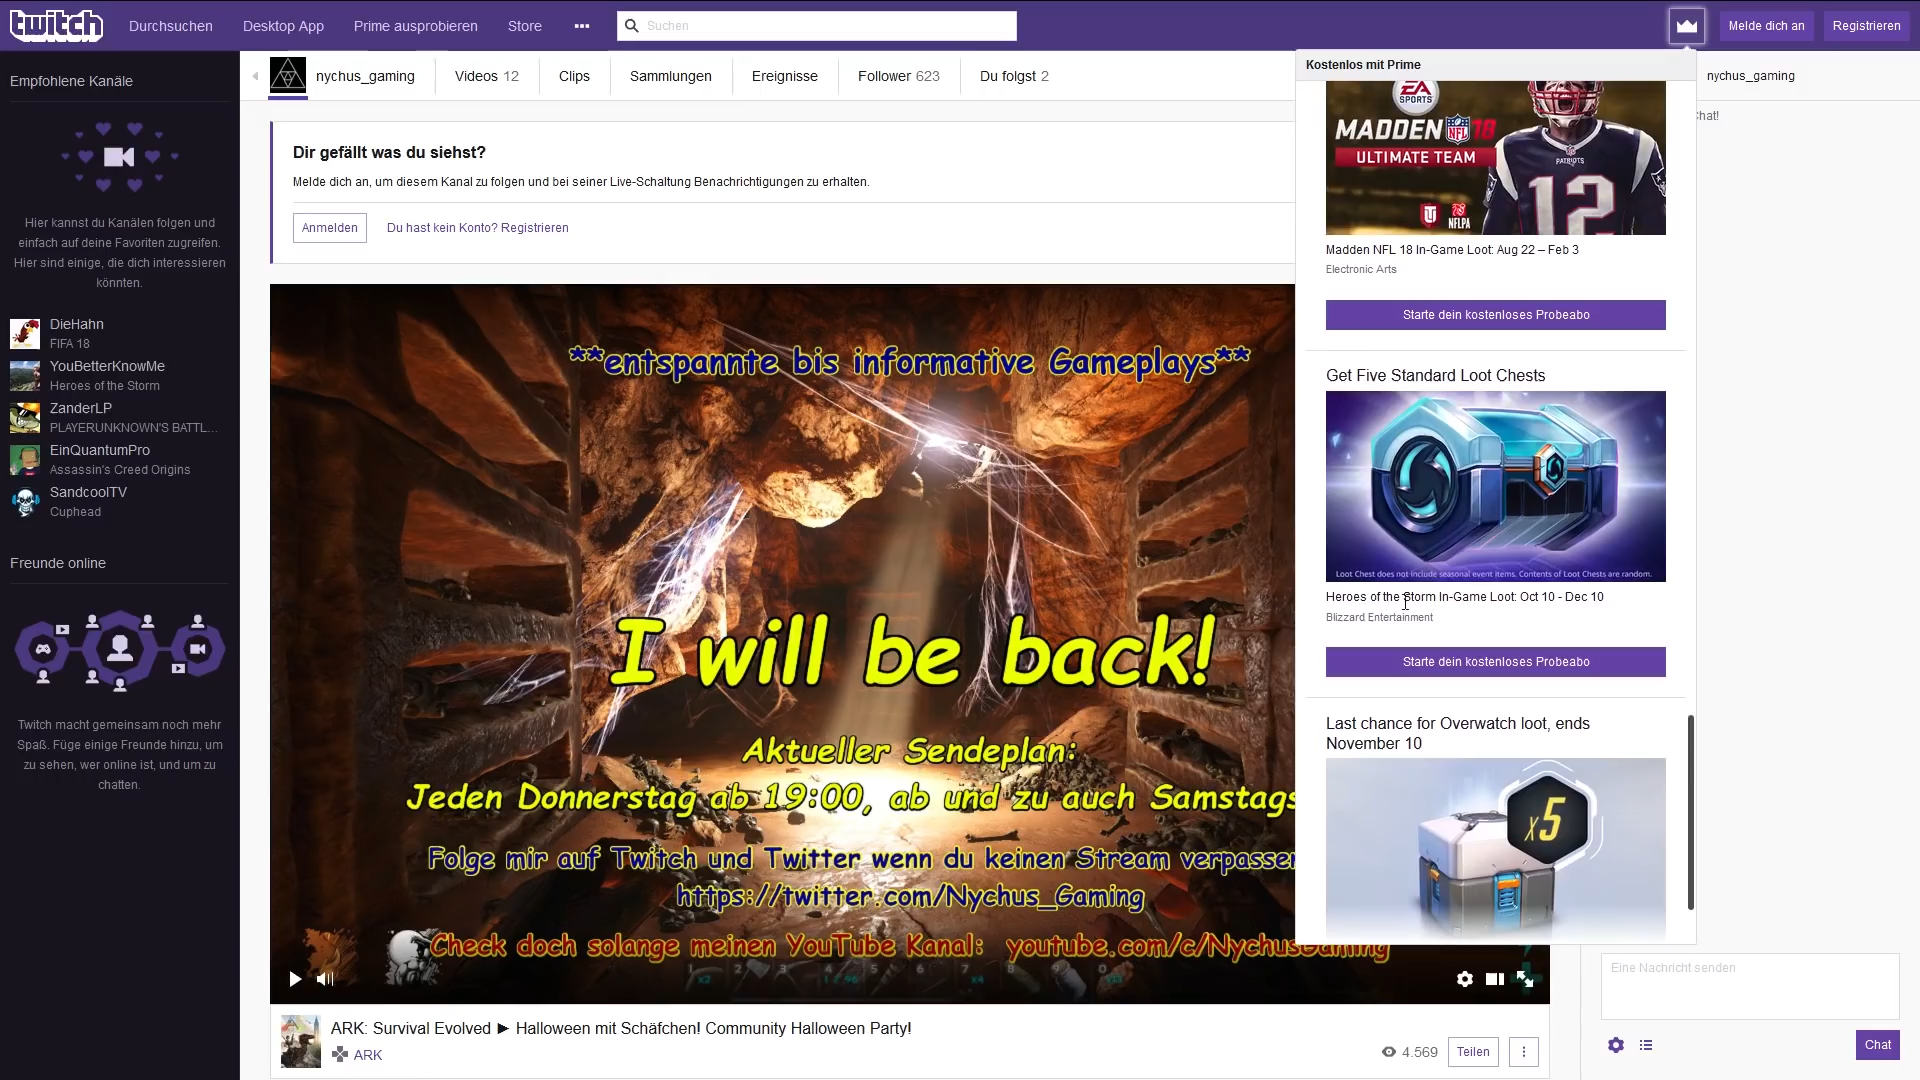 twitch
Durchsuchen
Desktop App
Prime ausprobieren
Store
Suchen
Melde dich an
Registrieren
Empfohlene Kanäle
Hier kannst du Kanälen folgen und
einfach auf deine Favoriten zugreifen.
Hier sind einige, die dich interessieren
könnten.
DieHahn
FIFA 18
YouBetterKnowMe
Heroes of the Storm
ZanderLP
PLAYERUNKNOWN'S BATTL...
EinQuantumPro
Assassin's Creed Origins
SandcoolTV
Cuphead
Freunde online
Twitch macht gemeinsam noch mehr
Spaß. Füge einige Freunde hinzu, um
zu sehen, wer online ist, und um zu
chatten.
nychus_gaming
Videos 12
Clips
Sammlungen
Ereignisse
Follower 623
Du folgst 2
Dir gefällt was du siehst?
Melde dich an, um diesem Kanal zu folgen und bei seiner Live-Schaltung Benachrichtigungen zu erhalten.
Anmelden
Du hast kein Konto? Registrieren
**entspannte bis informative Gameplays**
I will be back!
Aktueller Sendeplan:
Jeden Donnerstag ab 19:00, ab und zu auch Samstags
Folge mir auf Twitch und Twitter wenn du keinen Stream verpassen
https://twitter.com/Nychus_Gaming
Check doch solange meinen YouTube Kanal: youtube.com/c/NychusGaming
ARK: Survival Evolved ► Halloween mit Schäfchen! Community Halloween Party!
ARK
4.569
Teilen
Kostenlos mit Prime
EA
SPORTS
MADDEN NFL 18
ULTIMATE TEAM
PATRIOTS
12
UT
NFLPA
Madden NFL 18 In-Game Loot: Aug 22 – Feb 3
Electronic Arts
Starte dein kostenloses Probeabo
Get Five Standard Loot Chests
Loot Chest does not include seasonal event items. Contents of Loot Chests are random.
Heroes of the Storm In-Game Loot: Oct 10 - Dec 10
Blizzard Entertainment
Starte dein kostenloses Probeabo
Last chance for Overwatch loot, ends
November 10
x5
nychus_gaming
Chat!
Eine Nachricht senden
Chat